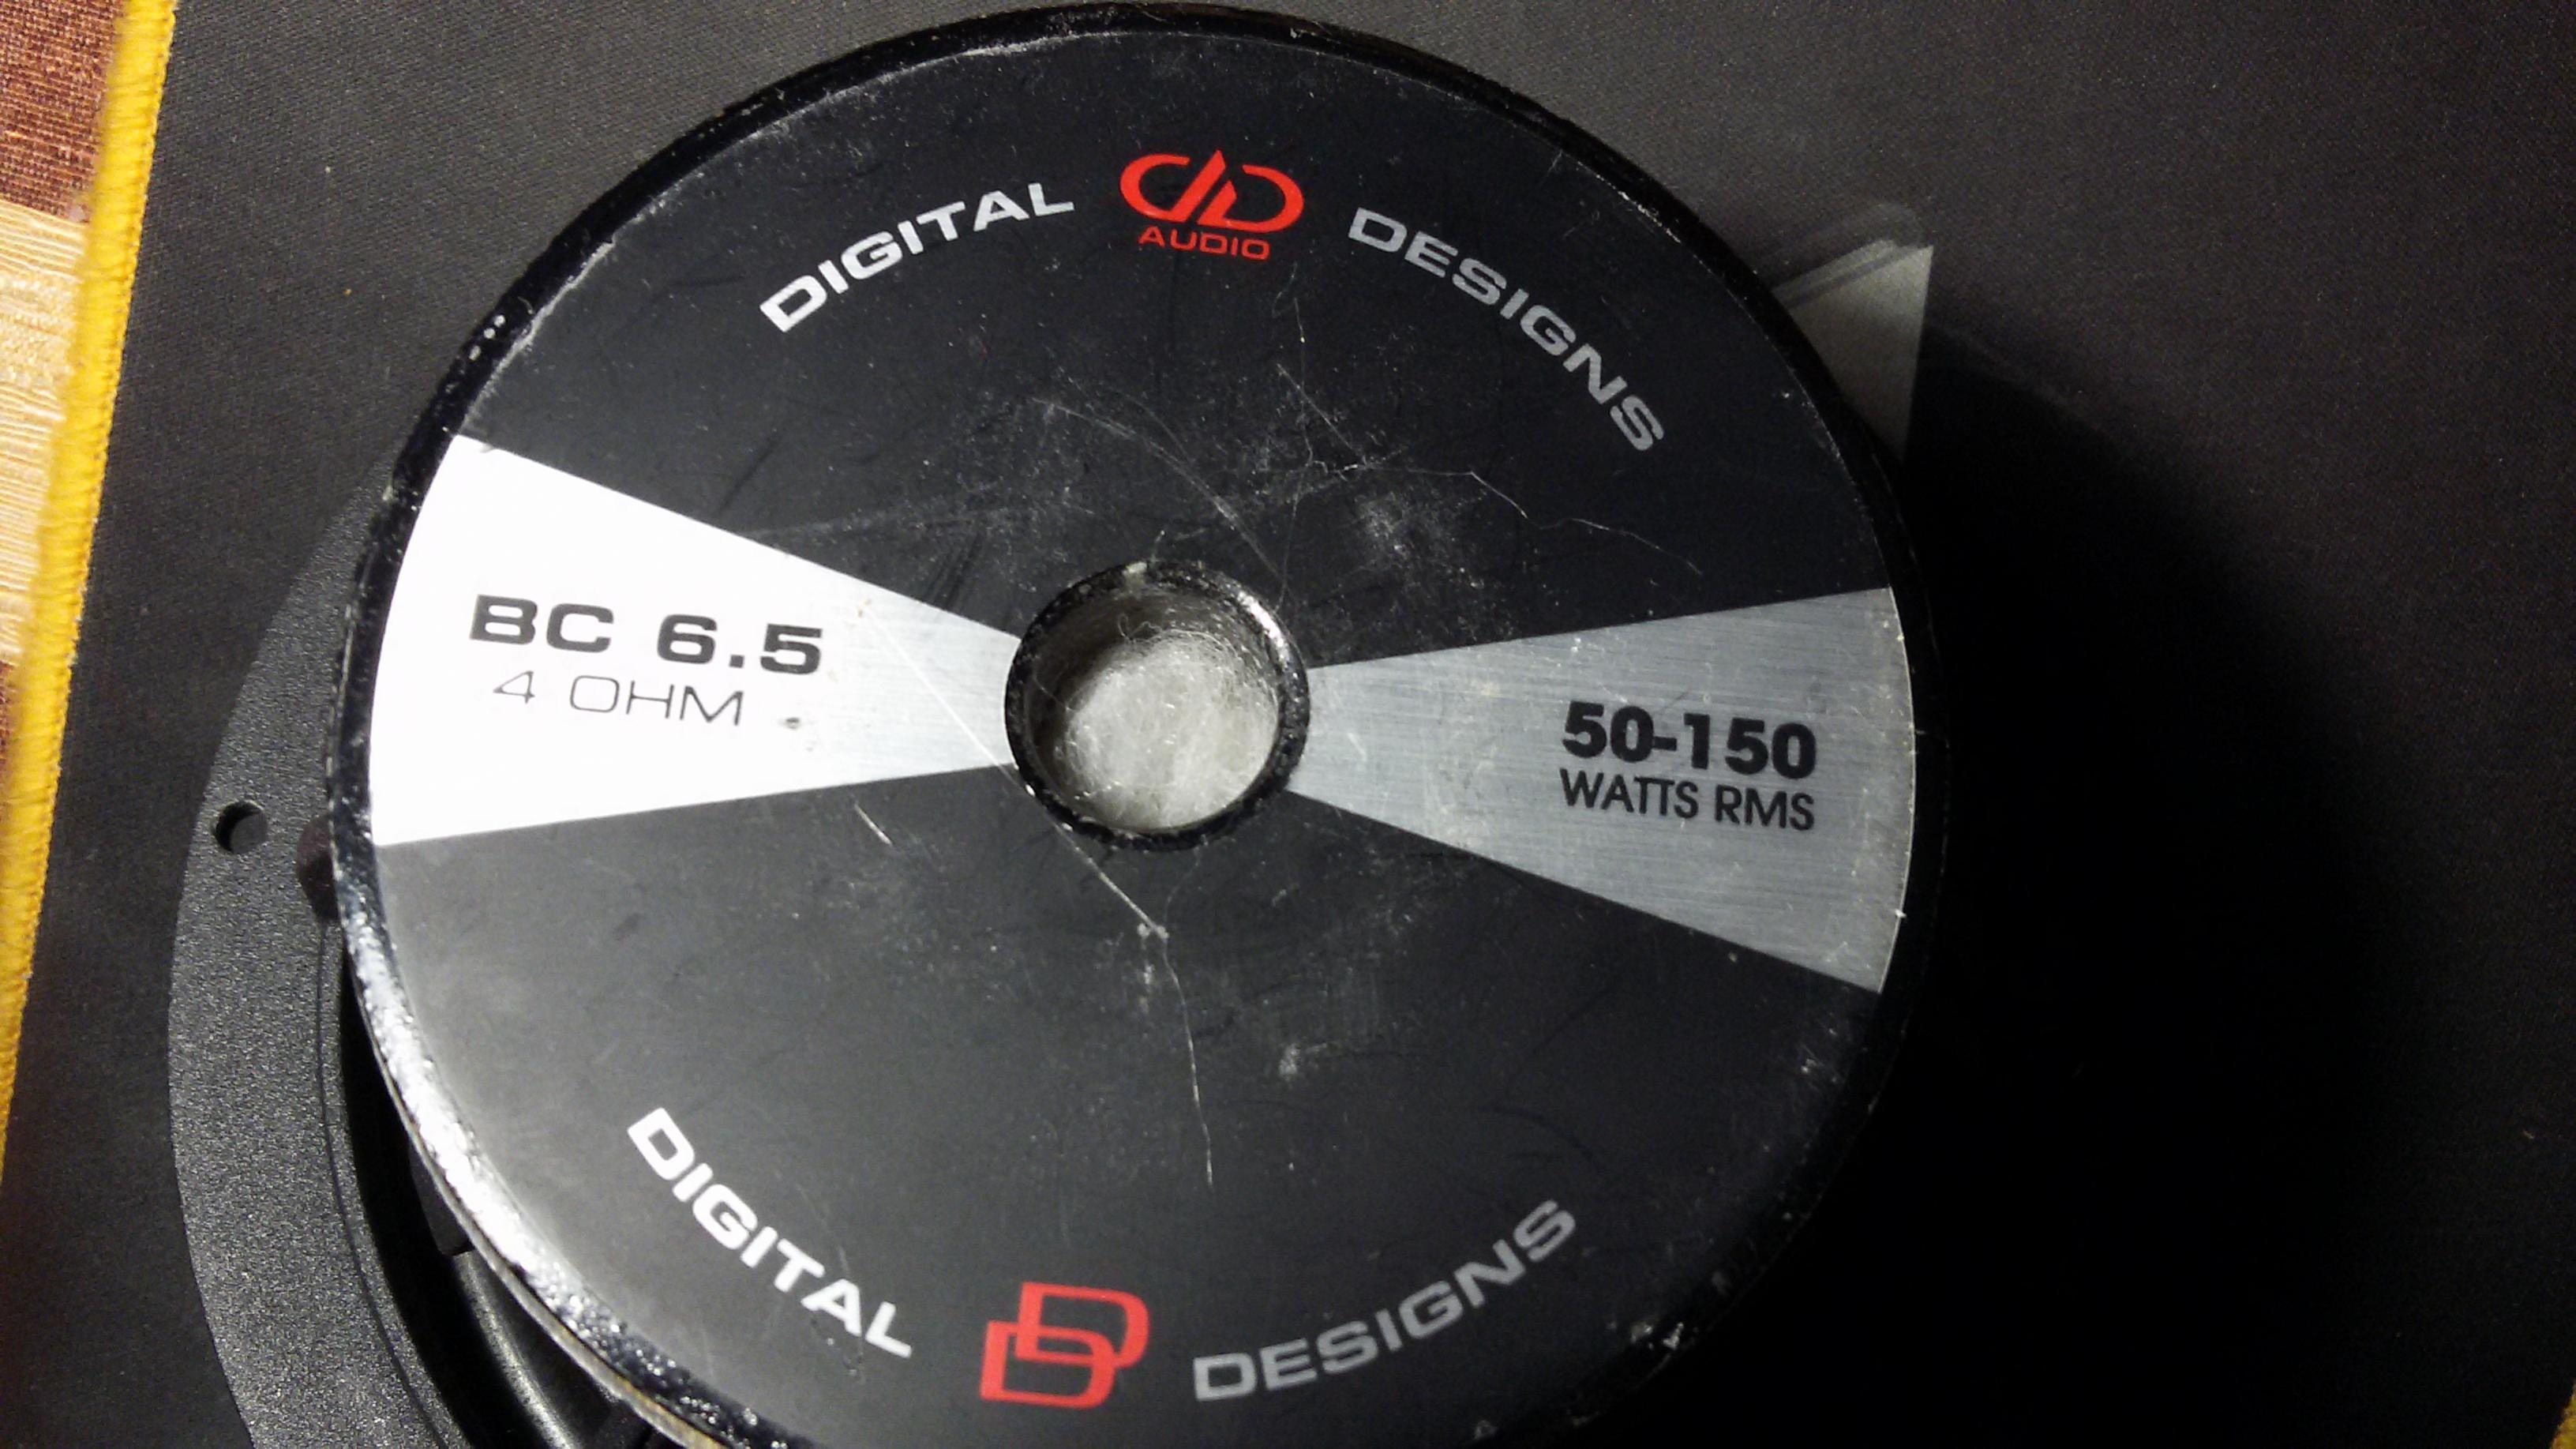 DIGITAL DD AUDIO DESIGNS
BC 6.5
4 OHM
50-150
WATTS RMS
DIGITAL DD DESIGNS